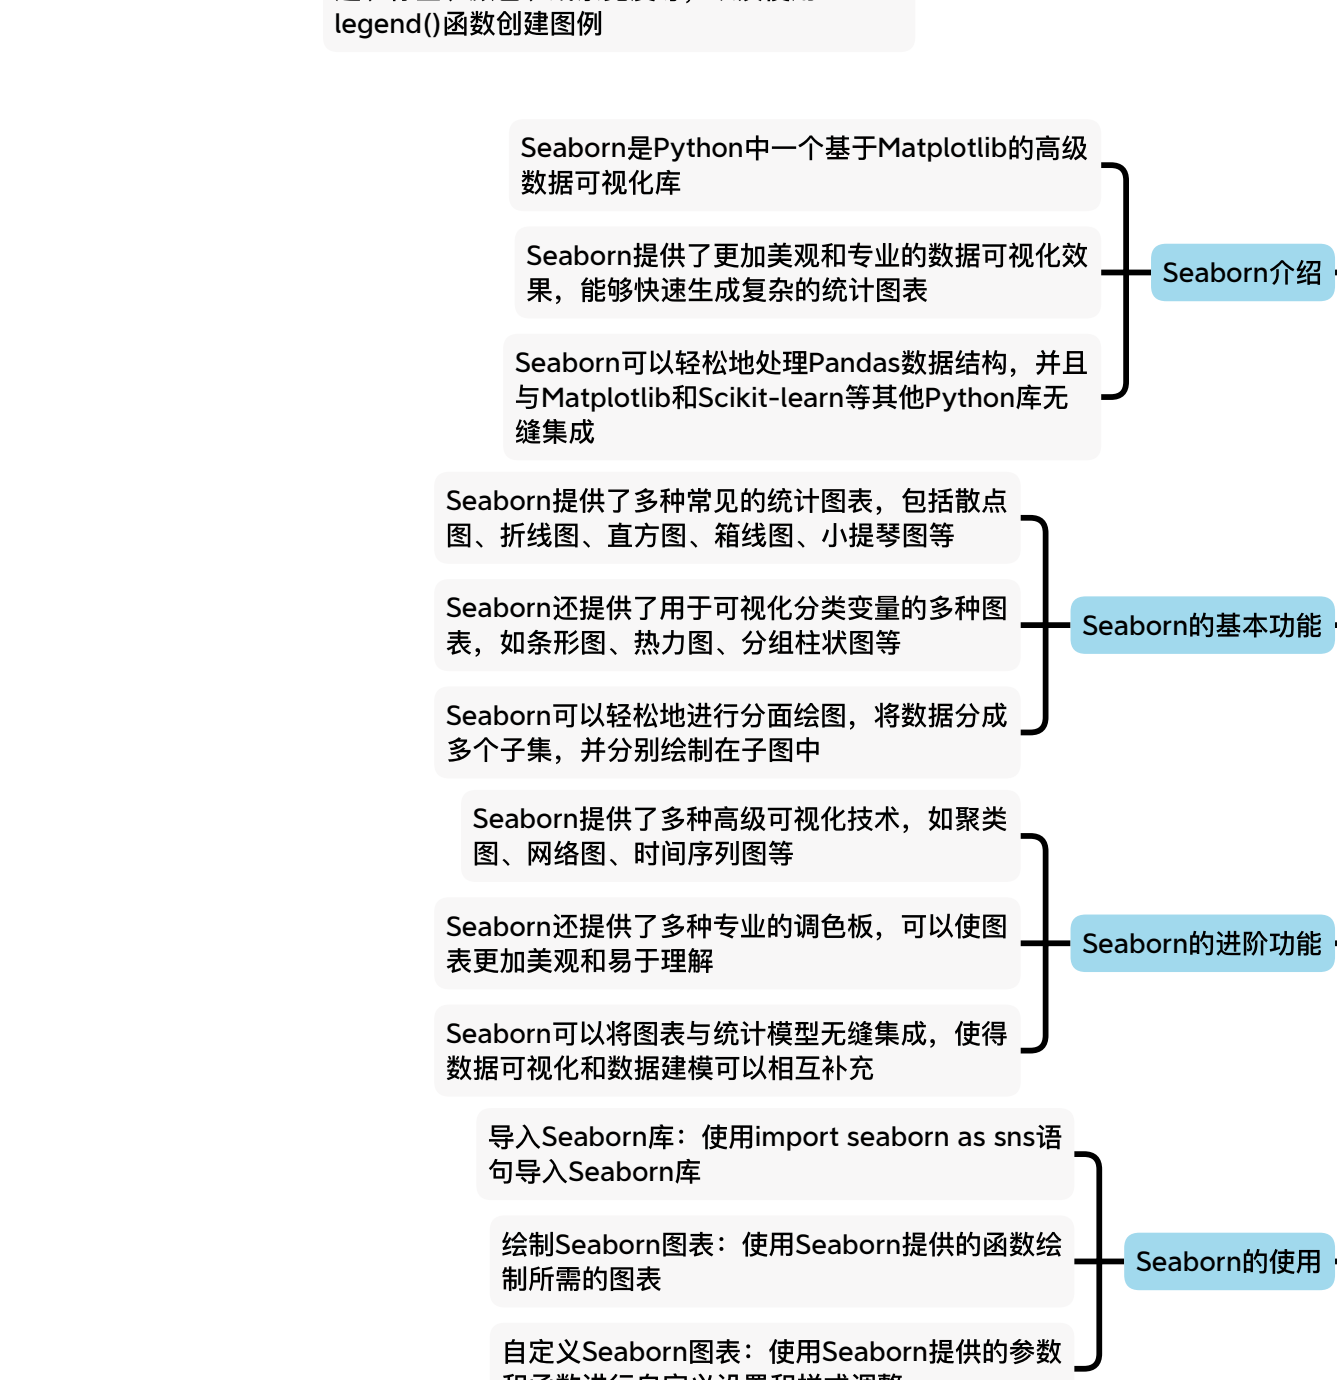 legend()函数创建图例
Seaborn是Python中一个基于Matplotlib的高级
数据可视化库
Seaborn提供了更加美观和专业的数据可视化效
果，能够快速生成复杂的统计图表
Seaborn可以轻松地处理Pandas数据结构，并且
与Matplotlib和Scikit-learn等其他Python库无
缝集成
Seaborn介绍
Seaborn提供了多种常见的统计图表，包括散点
图、折线图、直方图、箱线图、小提琴图等
Seaborn还提供了用于可视化分类变量的多种图
表，如条形图、热力图、分组柱状图等
Seaborn可以轻松地进行分面绘图，将数据分成
多个子集，并分别绘制在子图中
Seaborn的基本功能
Seaborn提供了多种高级可视化技术，如聚类
图、网络图、时间序列图等
Seaborn还提供了多种专业的调色板，可以使图
表更加美观和易于理解
Seaborn可以将图表与统计模型无缝集成，使得
数据可视化和数据建模可以相互补充
Seaborn的进阶功能
导入Seaborn库：使用import seaborn as sns语
句导入Seaborn库
绘制Seaborn图表：使用Seaborn提供的函数绘
制所需的图表
自定义Seaborn图表：使用Seaborn提供的参数
和函数进行自定义设置和样式调整
Seaborn的使用